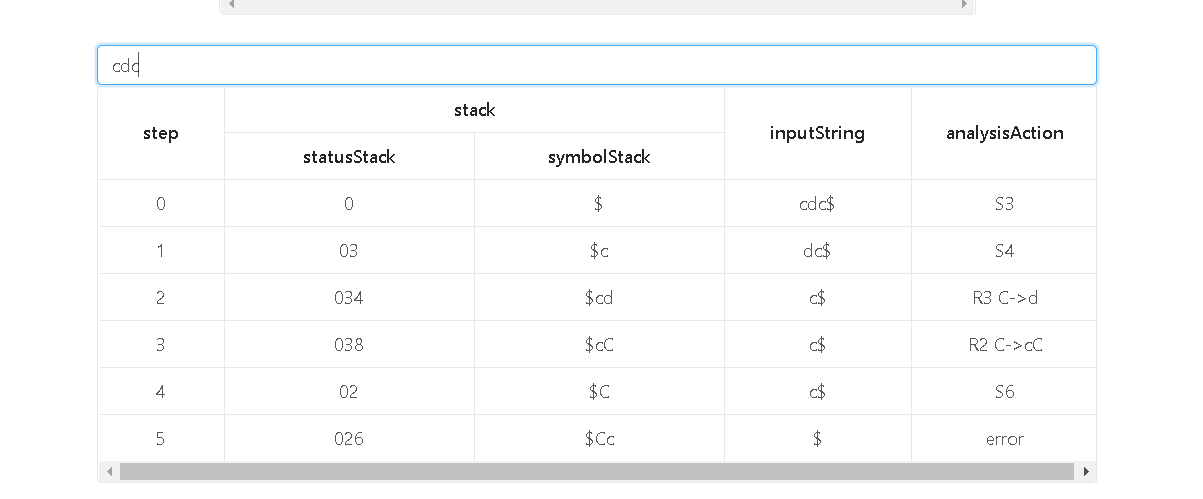 cdc
step stack inputString analysisAction
statusStack symbolStack
0 0 $ cdc$ S3
1 03 $c dc$ S4
2 034 $cd c$ R3 C->d
3 038 $cC c$ R2 C->cC
4 02 $C c$ S6
5 026 $Cc $ error